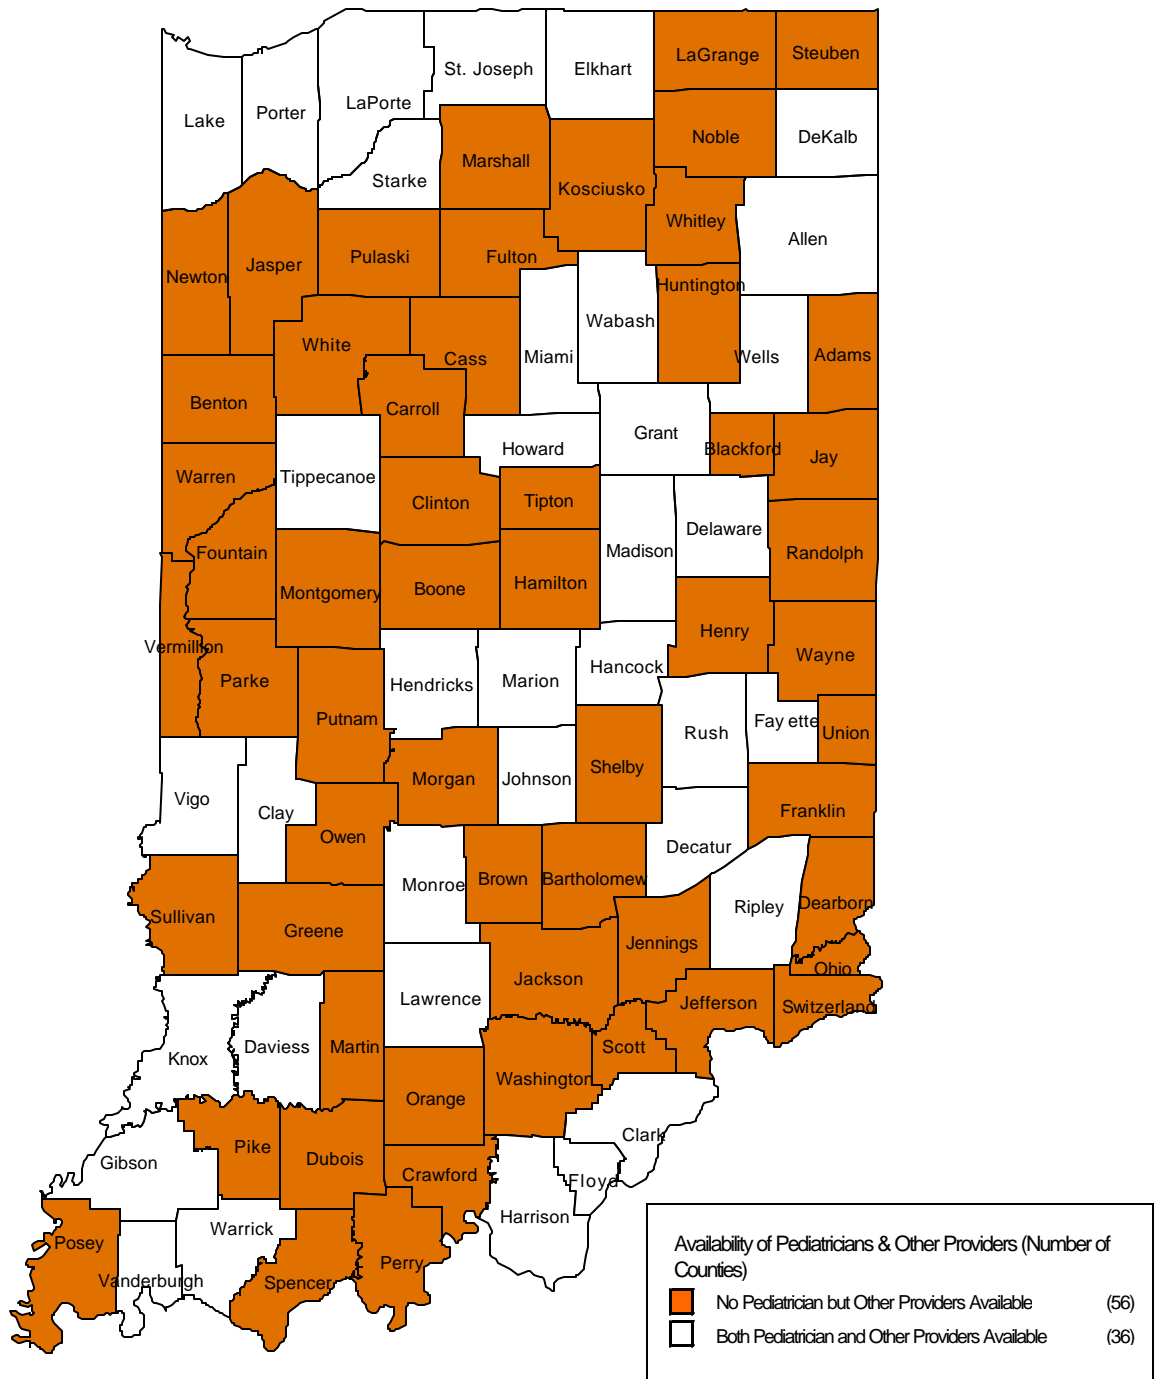 LaGrange
Steuben
St. Joseph
Elkhart
LaPorte
Porter
Lake
Noble
DeKalb
Marshall
Starke
Kosciusko
Whitley
Allen
Pulaski
Fulton
Jasper
Newton
Huntington
Wabash
White
Cass
Miami
Wells
Adams
Benton
Carroll
Grant
Howard
Blackford
Jay
Warren
Tippecanoe
Clinton
Tipton
Delaware
Madison
Randolph
Fountain
Montgomery
Boone
Hamilton
Henry
Wayne
Vermillion
Parke
Hendricks
Marion
Hancock
Putnam
Rush
Fay ette
Union
Morgan
Johnson
Shelby
Vigo
Clay
Franklin
Owen
Decatur
Monroe
Brown
Bartholomew
Ripley
Dearborn
Sullivan
Greene
Jennings
Ohio
Jackson
Lawrence
Jefferson
Switzerland
Knox
Daviess
Martin
Scott
Washington
Orange
Clark
Pike
Dubois
Gibson
Crawford
Floyd
Harrison
Warrick
Posey
Perry
Vanderburgh
Spencer
Availability of Pediatricians & Other Providers (Number of
Counties)
No Pediatrician but Other Providers Available (56)
Both Pediatrician and Other Providers Available (36)